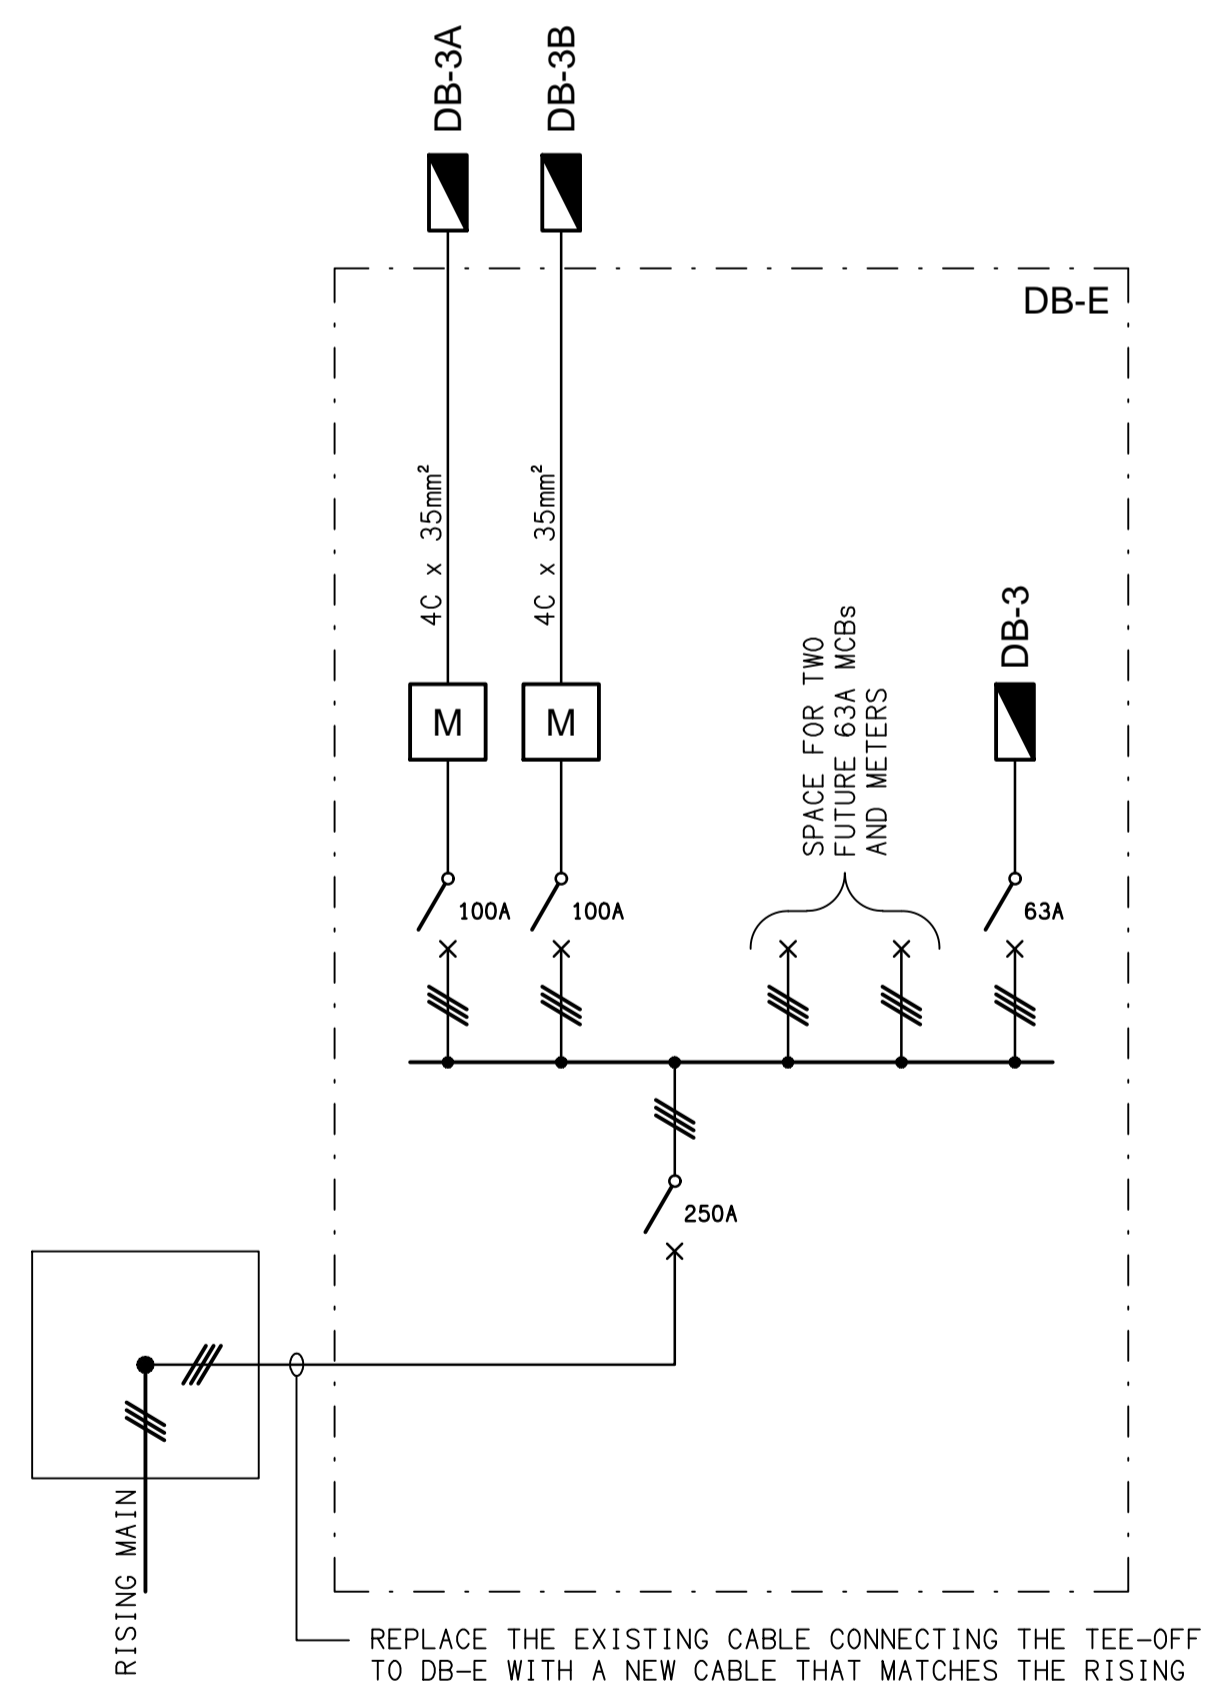 DB-3A
DB-3B
DB-E
4C x 35mm²
4C x 35mm²
DB-3
SPACE FOR TWO
FUTURE 63A MCBs
AND METERS
M
M
100A
100A
63A
250A
RISING MAIN
REPLACE THE EXISTING CABLE CONNECTING THE TEE-OFF
TO DB-E WITH A NEW CABLE THAT MATCHES THE RISING